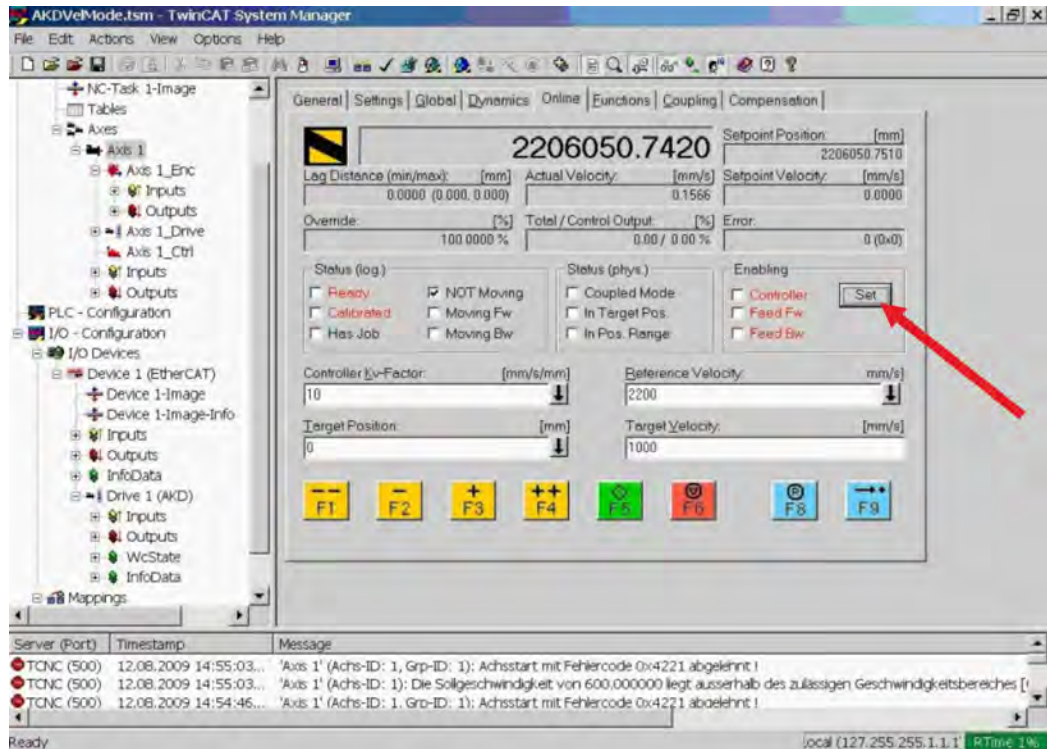 AKDVelMode.tsm - TwinCAT System Manager
File Edit Actions View Options Help
NC-Task 1-Image
Tables
Axes
Axis 1
Axis 1_Enc
Inputs
Outputs
Axis 1_Drive
Axis 1_Ctrl
Inputs
Outputs
PLC - Configuration
I/O - Configuration
I/O Devices
Device 1 (EtherCAT)
Device 1-Image
Device 1-Image-Info
Inputs
Outputs
InfoData
Drive 1 (AKD)
Inputs
Outputs
WcState
InfoData
Mappings
General Settings Global Dynamics Online Functions Coupling Compensation
2206050.7420
Setpoint Position: [mm]
2206050.7510
Lag Distance (min/max): [mm] Actual Velocity: [mm/s] Setpoint Velocity: [mm/s]
0.0000 (0.000, 0.000) 0.1566 0.0000
Override: [%] Total / Control Output: [%] Error:
100.0000 % 0.00 / 0.00 % 0 (0x0)
Status (log.) Status (phys.) Enabling
Ready NOT Moving Coupled Mode Controller Set
Calibrated Moving Fw In Target Pos. Feed Fw
Has Job Moving Bw In Pos. Range Feed Bw
Controller Kv-Factor: [mm/s/mm] Reference Velocity: mm/s]
10 2200
Target Position: [mm] Target Velocity: [mm/s]
0 1000
-- - + ++ P
F1 F2 F3 F4 F5 F6 F8 F9
Server (Port) Timestamp Message
TCNC (500) 12.08.2009 14:55:03... 'Axis 1' (Achs-ID: 1, Grp-ID: 1): Achsstart mit Fehlercode 0x4221 abgelehnt !
TCNC (500) 12.08.2009 14:55:03... 'Axis 1' (Achs-ID: 1): Die Sollgeschwindigkeit von 600.000000 liegt ausserhalb des zulässigen Geschwindigkeitsbereiches [
TCNC (500) 12.08.2009 14:54:46... 'Axis 1' (Achs-ID: 1, Grp-ID: 1): Achsstart mit Fehlercode 0x4221 abgelehnt !
Ready ocal (127.255.255.1.1.1 RTime 1%